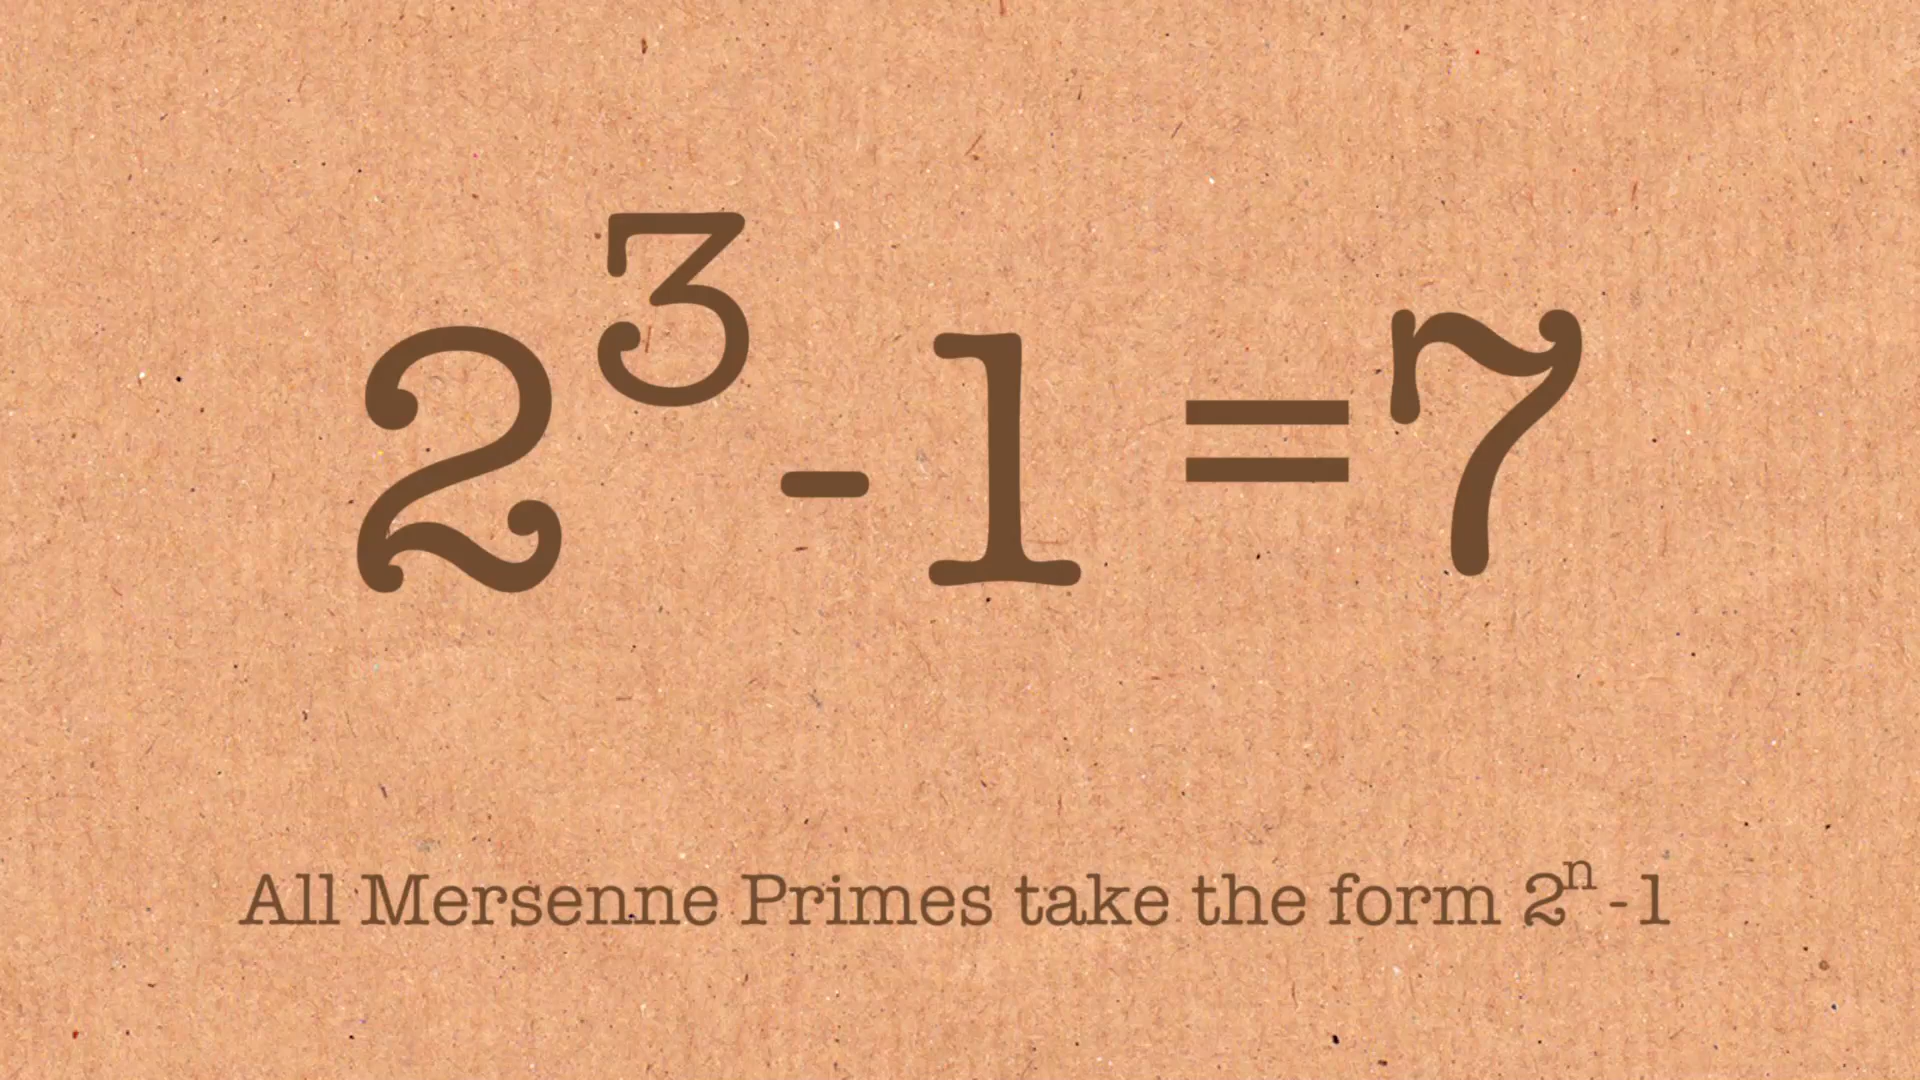 2³-1 =7
All Mersenne Primes take the form 2ⁿ-1